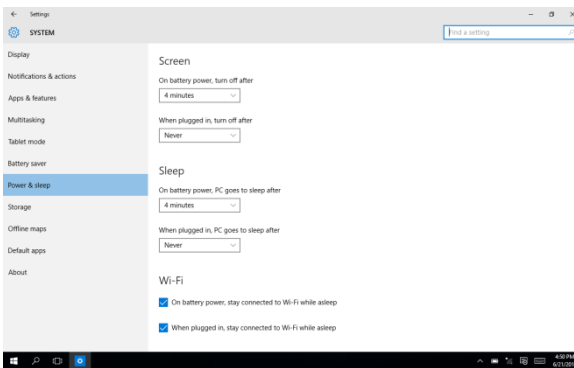 Settings
SYSTEM
Find a setting
Display
Notifications & actions
Apps & features
Multitasking
Tablet mode
Battery saver
Power & sleep
Storage
Offline maps
Default apps
About
Screen
On battery power, turn off after
4 minutes
When plugged in, turn off after
Never
Sleep
On battery power, PC goes to sleep after
4 minutes
When plugged in, PC goes to sleep after
Never
Wi-Fi
On battery power, stay connected to Wi-Fi while asleep
When plugged in, stay connected to Wi-Fi while asleep
4:50 PM